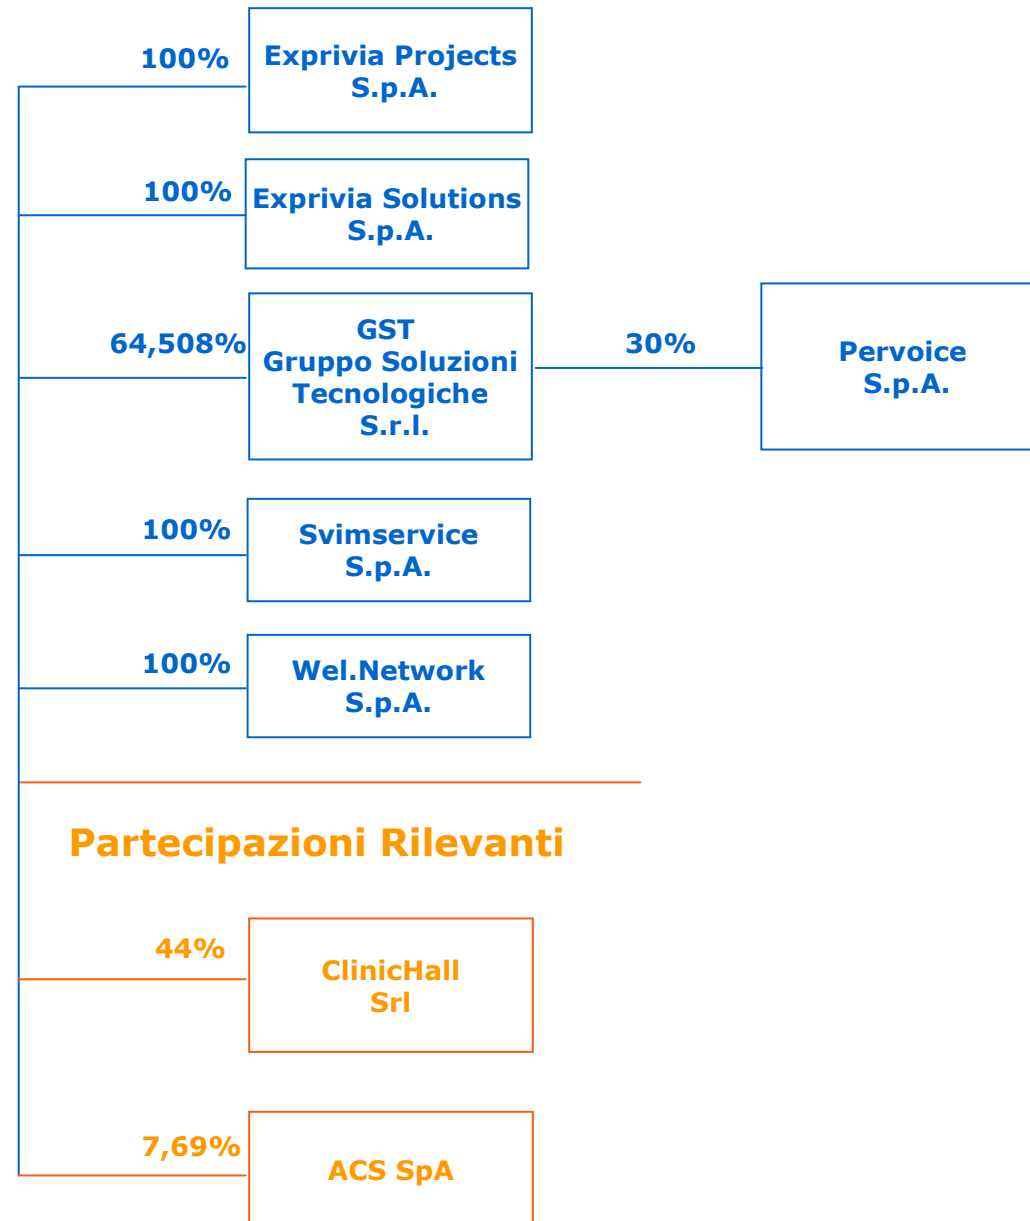 100%
Exprivia Projects
S.p.A.
100%
Exprivia Solutions
S.p.A.
64,508%
GST
Gruppo Soluzioni
Tecnologiche
S.r.l.
30%
Pervoice
S.p.A.
100%
Svimservice
S.p.A.
100%
Wel.Network
S.p.A.
Partecipazioni Rilevanti
44%
ClinicHall
Srl
7,69%
ACS SpA